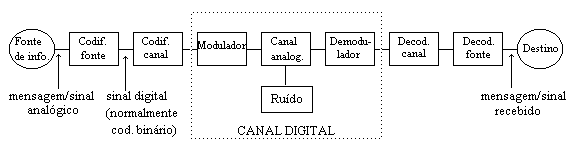 Fonte
de info.
Codif.
fonte
Codif.
canal
Modulador
Canal
analog.
Demodu-
lador
Decod.
canal
Decod.
fonte
Destino
Ruído
mensagem/sinal
analógico
sinal digital
(normalmente
cod. binário)
mensagem/sinal
recebido
CANAL DIGITAL